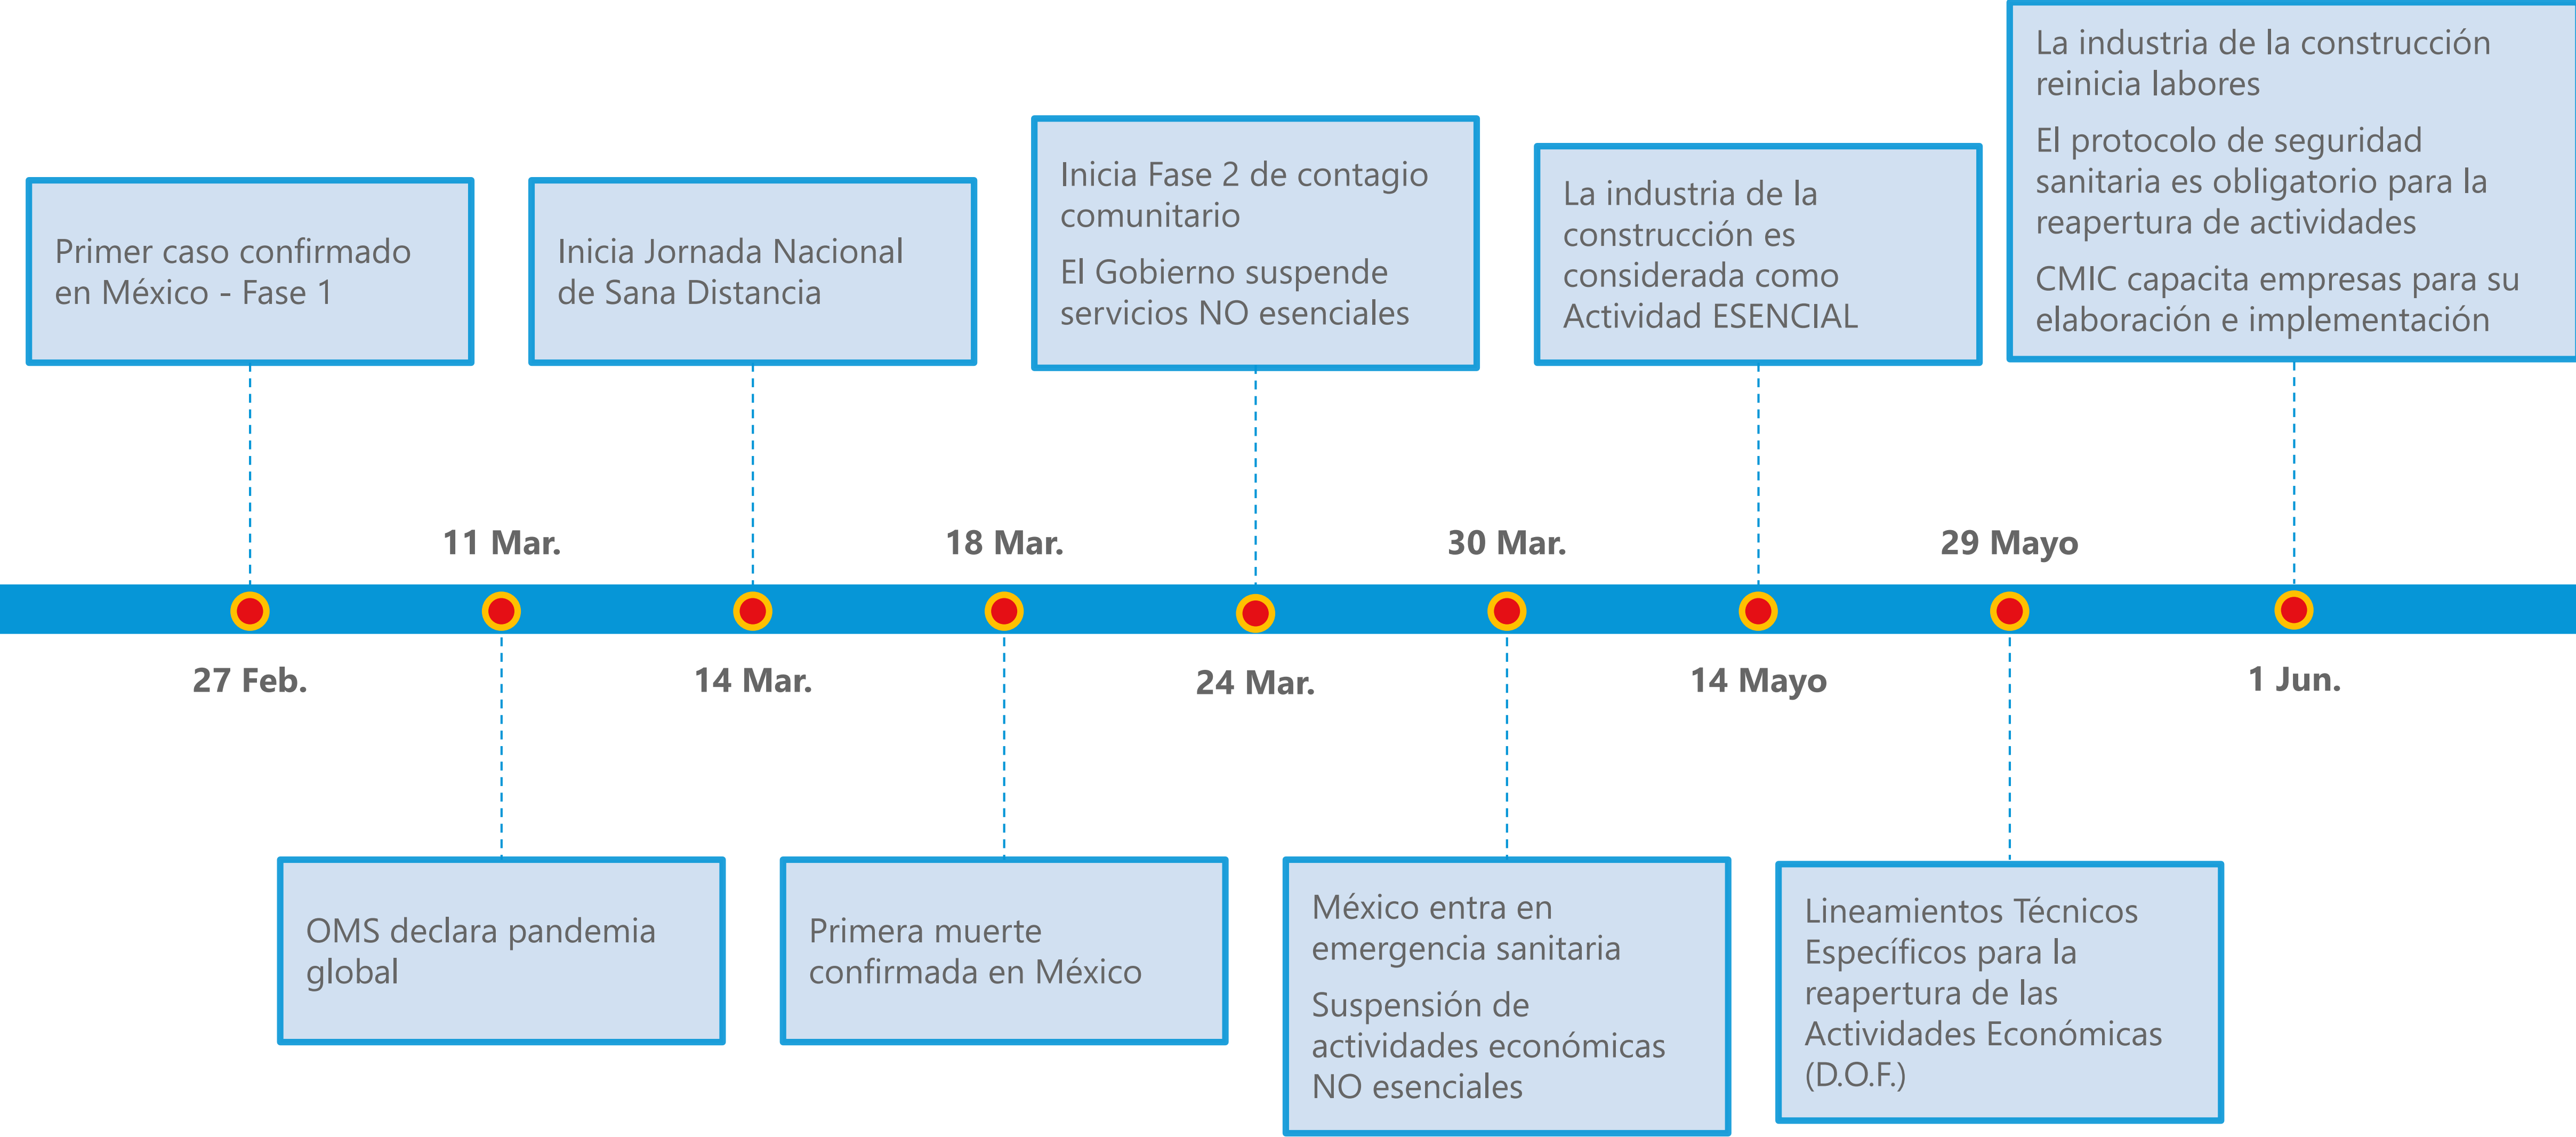 La industria de la construcción
reinicia labores
El protocolo de seguridad
sanitaria es obligatorio para la
reapertura de actividades
CMIC capacita empresas para su
elaboración e implementación
Inicia Fase 2 de contagio
comunitario
El Gobierno suspende
servicios NO esenciales
La industria de la
construcción es
considerada como
Actividad ESENCIAL
Primer caso confirmado
en México - Fase 1
Inicia Jornada Nacional
de Sana Distancia
11 Mar.
18 Mar.
30 Mar.
29 Mayo
27 Feb.
14 Mar.
24 Mar.
14 Mayo
1 Jun.
OMS declara pandemia
global
Primera muerte
confirmada en México
México entra en
emergencia sanitaria
Suspensión de
actividades económicas
NO esenciales
Lineamientos Técnicos
Específicos para la
reapertura de las
Actividades Económicas
(D.O.F.)